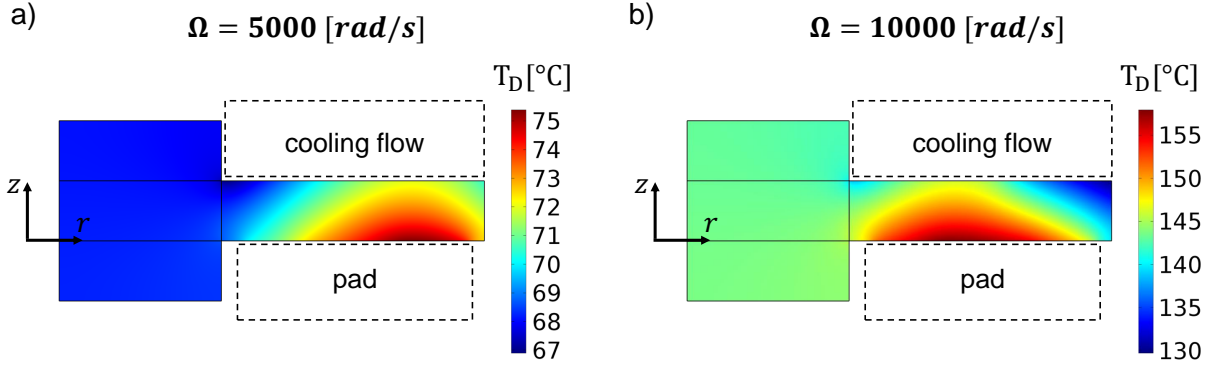 a)
Ω = 5000 [rad/s]
T_D[°C]
cooling flow
pad
z
r
75
74
73
72
71
70
69
68
67
b)
Ω = 10000 [rad/s]
T_D[°C]
cooling flow
pad
z
r
155
150
145
140
135
130